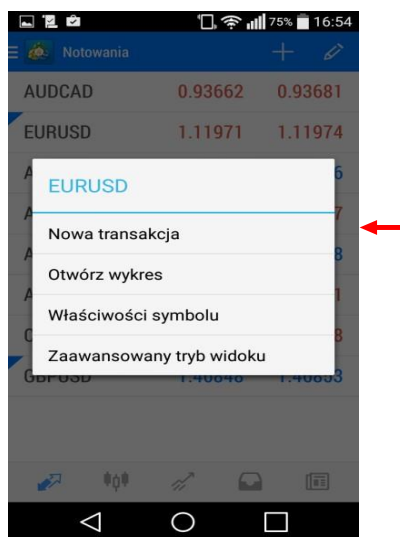 75% 16:54
Notowania
AUDCAD 0.93662 0.93681
EURUSD 1.11971 1.11974
EURUSD
Nowa transakcja
Otwórz wykres
Właściwości symbolu
Zaawansowany tryb widoku
GBPUSD 1.46848 1.46853